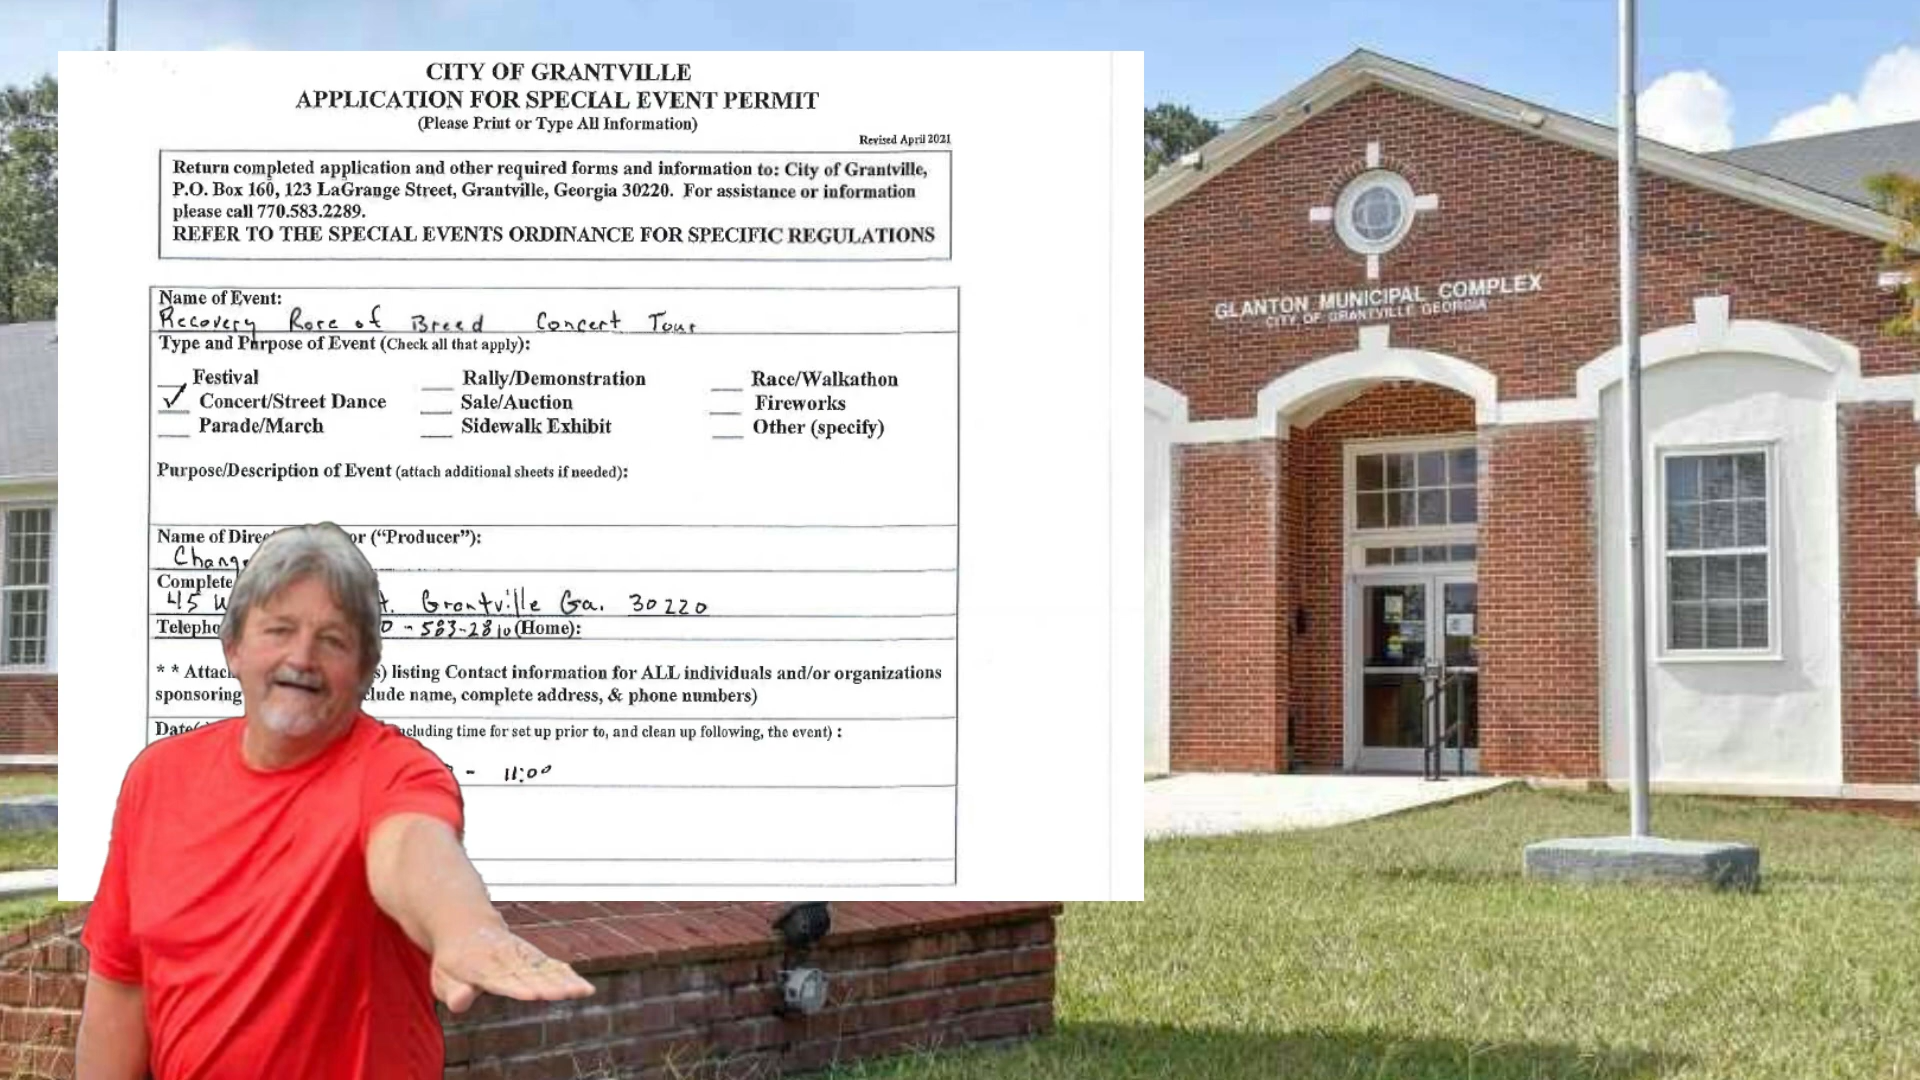 CITY OF GRANTVILLE
APPLICATION FOR SPECIAL EVENT PERMIT
(Please Print or Type All Information)
Revised April 2021
Return completed application and other required forms and information to: City of Grantville,
P.O. Box 160, 123 LaGrange Street, Grantville, Georgia 30220. For assistance or information
please call 770.583.2289.
REFER TO THE SPECIAL EVENTS ORDINANCE FOR SPECIFIC REGULATIONS
Name of Event:
Recovery Rare of Breed Concert Tour
Type and Purpose of Event (Check all that apply):
Festival Rally/Demonstration Race/Walkathon
✓ Concert/Street Dance Sale/Auction Fireworks
Parade/March Sidewalk Exhibit Other (specify)
Purpose/Description of Event (attach additional sheets if needed):
Name of or ("Producer"):
Complete
45 Grantville Ga. 30220
583-2810 (Home):
* * listing Contact information for ALL individuals and/or organizations
sponsoring name, complete address, & phone numbers)
time for set up prior to, and clean up following, the event) :
- 11:00
GLANTON MUNICIPAL COMPLEX
CITY OF GRANTVILLE GEORGIA